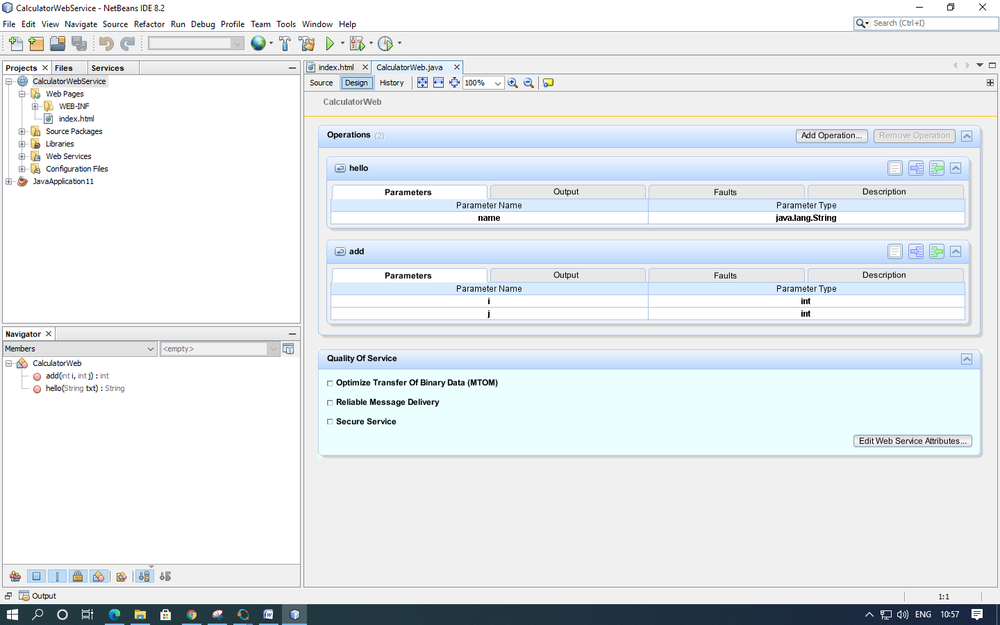 CalculatorWebService - NetBeans IDE 8.2
File Edit View Navigate Source Refactor Run Debug Profile Team Tools Window Help
Search (Ctrl+I)
Projects Files Services
CalculatorWebService
Web Pages
WEB-INF
index.html
Source Packages
Libraries
Web Services
Configuration Files
JavaApplication11
Navigator
Members
<empty>
CalculatorWeb
add(int i, int j) : int
hello(String txt) : String
index.html CalculatorWeb.java
Source Design History 100%
CalculatorWeb
Operations (2) Add Operation... Remove Operation
hello
Parameters Output Faults Description
Parameter Name Parameter Type
name java.lang.String
add
Parameters Output Faults Description
Parameter Name Parameter Type
i int
j int
Quality Of Service
Optimize Transfer Of Binary Data (MTOM)
Reliable Message Delivery
Secure Service
Edit Web Service Attributes...
Output
1:1
ENG 10:57